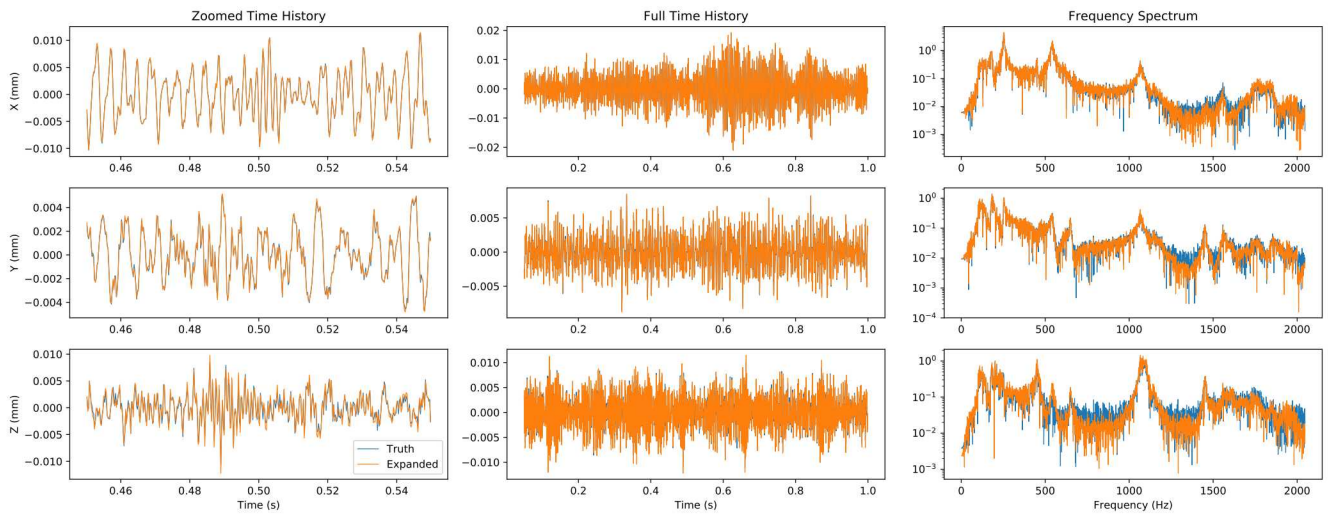 Zoomed Time History
Full Time History
Frequency Spectrum
X (mm)
0.010
0.005
0.000
−0.005
−0.010
0.46 0.48 0.50 0.52 0.54
0.02
0.01
0.00
−0.01
−0.02
0.2 0.4 0.6 0.8 1.0
10⁰
10⁻¹
10⁻²
10⁻³
0 500 1000 1500 2000
Y (mm)
0.004
0.002
0.000
−0.002
−0.004
0.46 0.48 0.50 0.52 0.54
0.005
0.000
−0.005
0.2 0.4 0.6 0.8 1.0
10⁰
10⁻¹
10⁻²
10⁻³
10⁻⁴
0 500 1000 1500 2000
Z (mm)
0.010
0.005
0.000
−0.005
−0.010
Truth
Expanded
0.46 0.48 0.50 0.52 0.54
Time (s)
0.010
0.005
0.000
−0.005
−0.010
0.2 0.4 0.6 0.8 1.0
Time (s)
10⁰
10⁻¹
10⁻²
10⁻³
0 500 1000 1500 2000
Frequency (Hz)